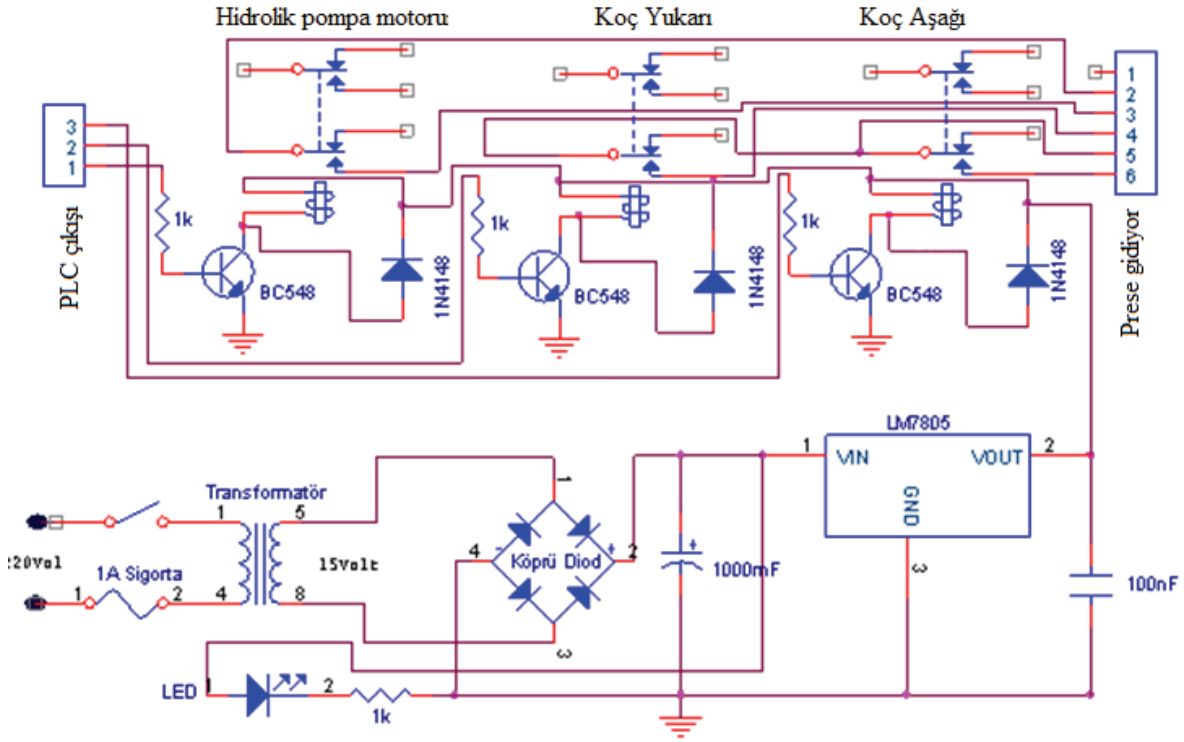 Hidrolik pompa motoru
Koç Yukarı
Koç Aşağı
1
2
3
4
5
6
3
2
1
PLC çıkışı
Prese gidiyor
1k
BC548
1N4148
1k
BC548
1N4148
1k
BC548
1N4148
LM7805
1
VIN
VOUT
2
GND
3
Transformatör
1
5
15Volt
4
8
220Vol
1A Sigorta
1
2
1
4
-
Köprü Diod
+
2
3
+
1000mF
100nF
LED
1
2
1k